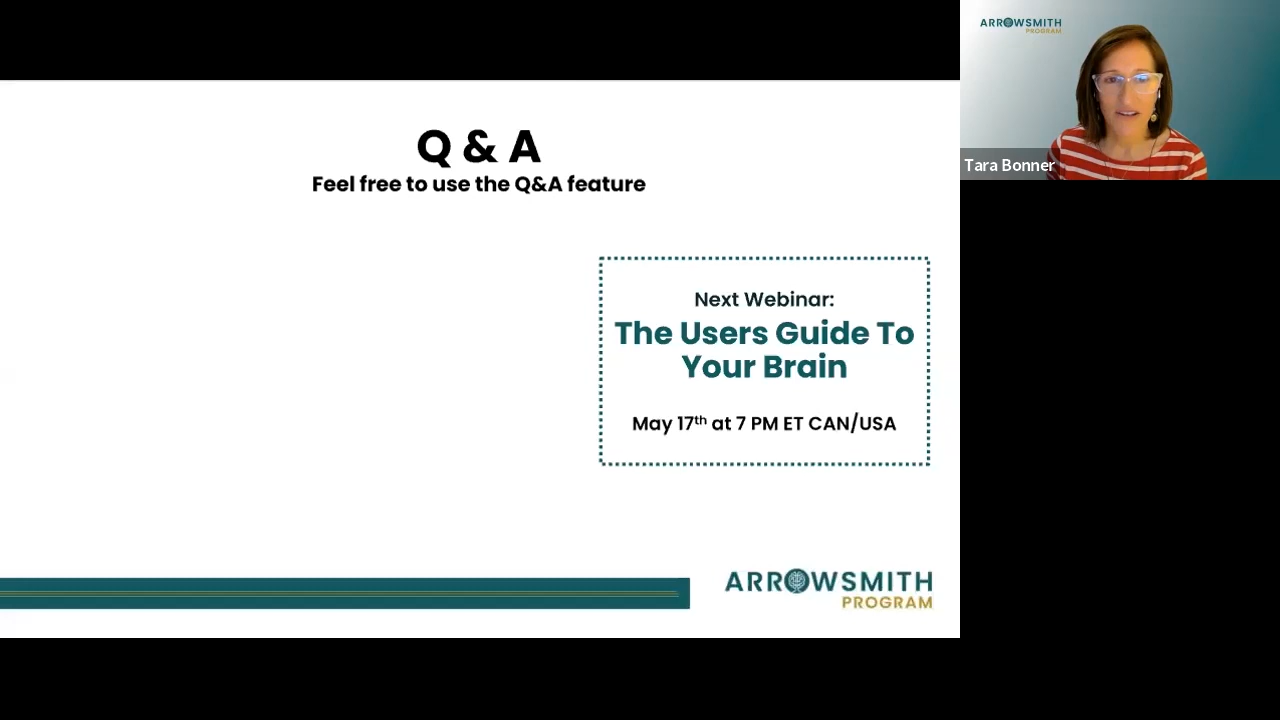 Q & A
Feel free to use the Q&A feature
Next Webinar:
The Users Guide To
Your Brain
May 17th at 7 PM ET CAN/USA
ARROWSMITH
PROGRAM
ARROWSMITH
PROGRAM
Tara Bonner